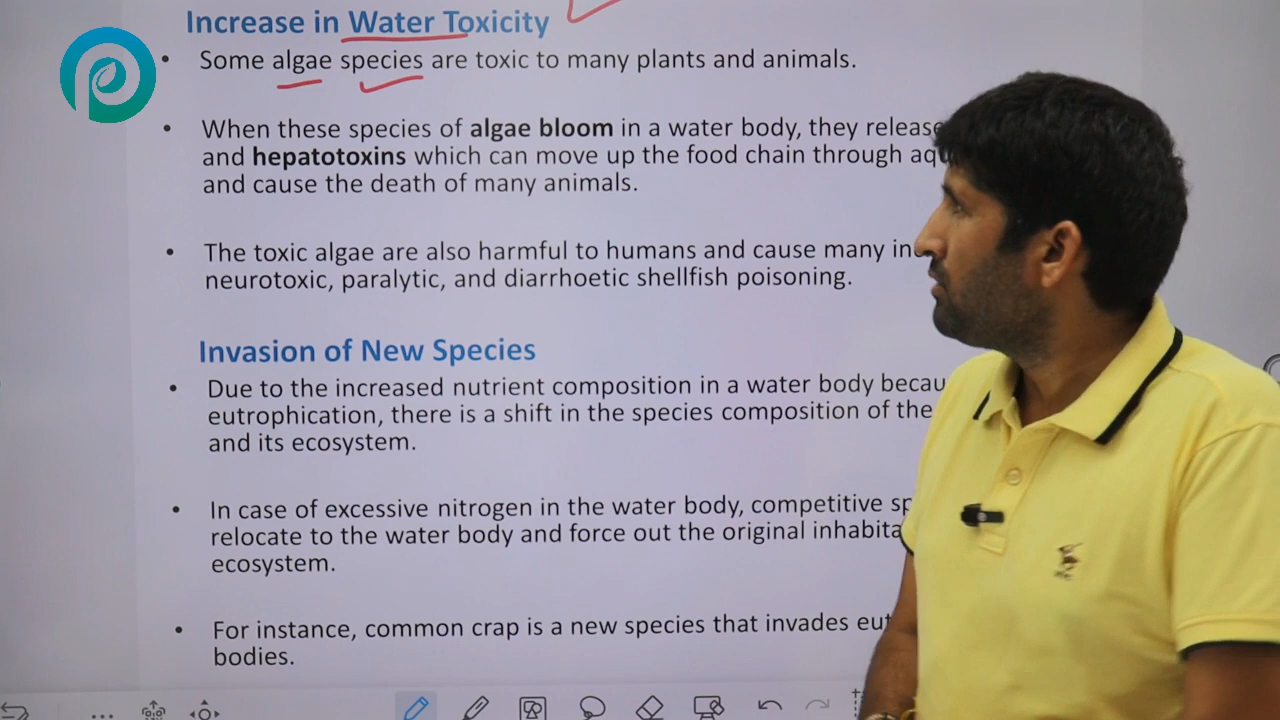 Increase in Water Toxicity
• Some algae species are toxic to many plants and animals.
• When these species of algae bloom in a water body, they release
and hepatotoxins which can move up the food chain through
and cause the death of many animals.
• The toxic algae are also harmful to humans and cause many
neurotoxic, paralytic, and diarrhoetic shellfish poisoning.
Invasion of New Species
• Due to the increased nutrient composition in a water body
eutrophication, there is a shift in the species composition of the
and its ecosystem.
• In case of excessive nitrogen in the water body, competitive
relocate to the water body and force out the original
ecosystem.
• For instance, common crap is a new species that invades
bodies.